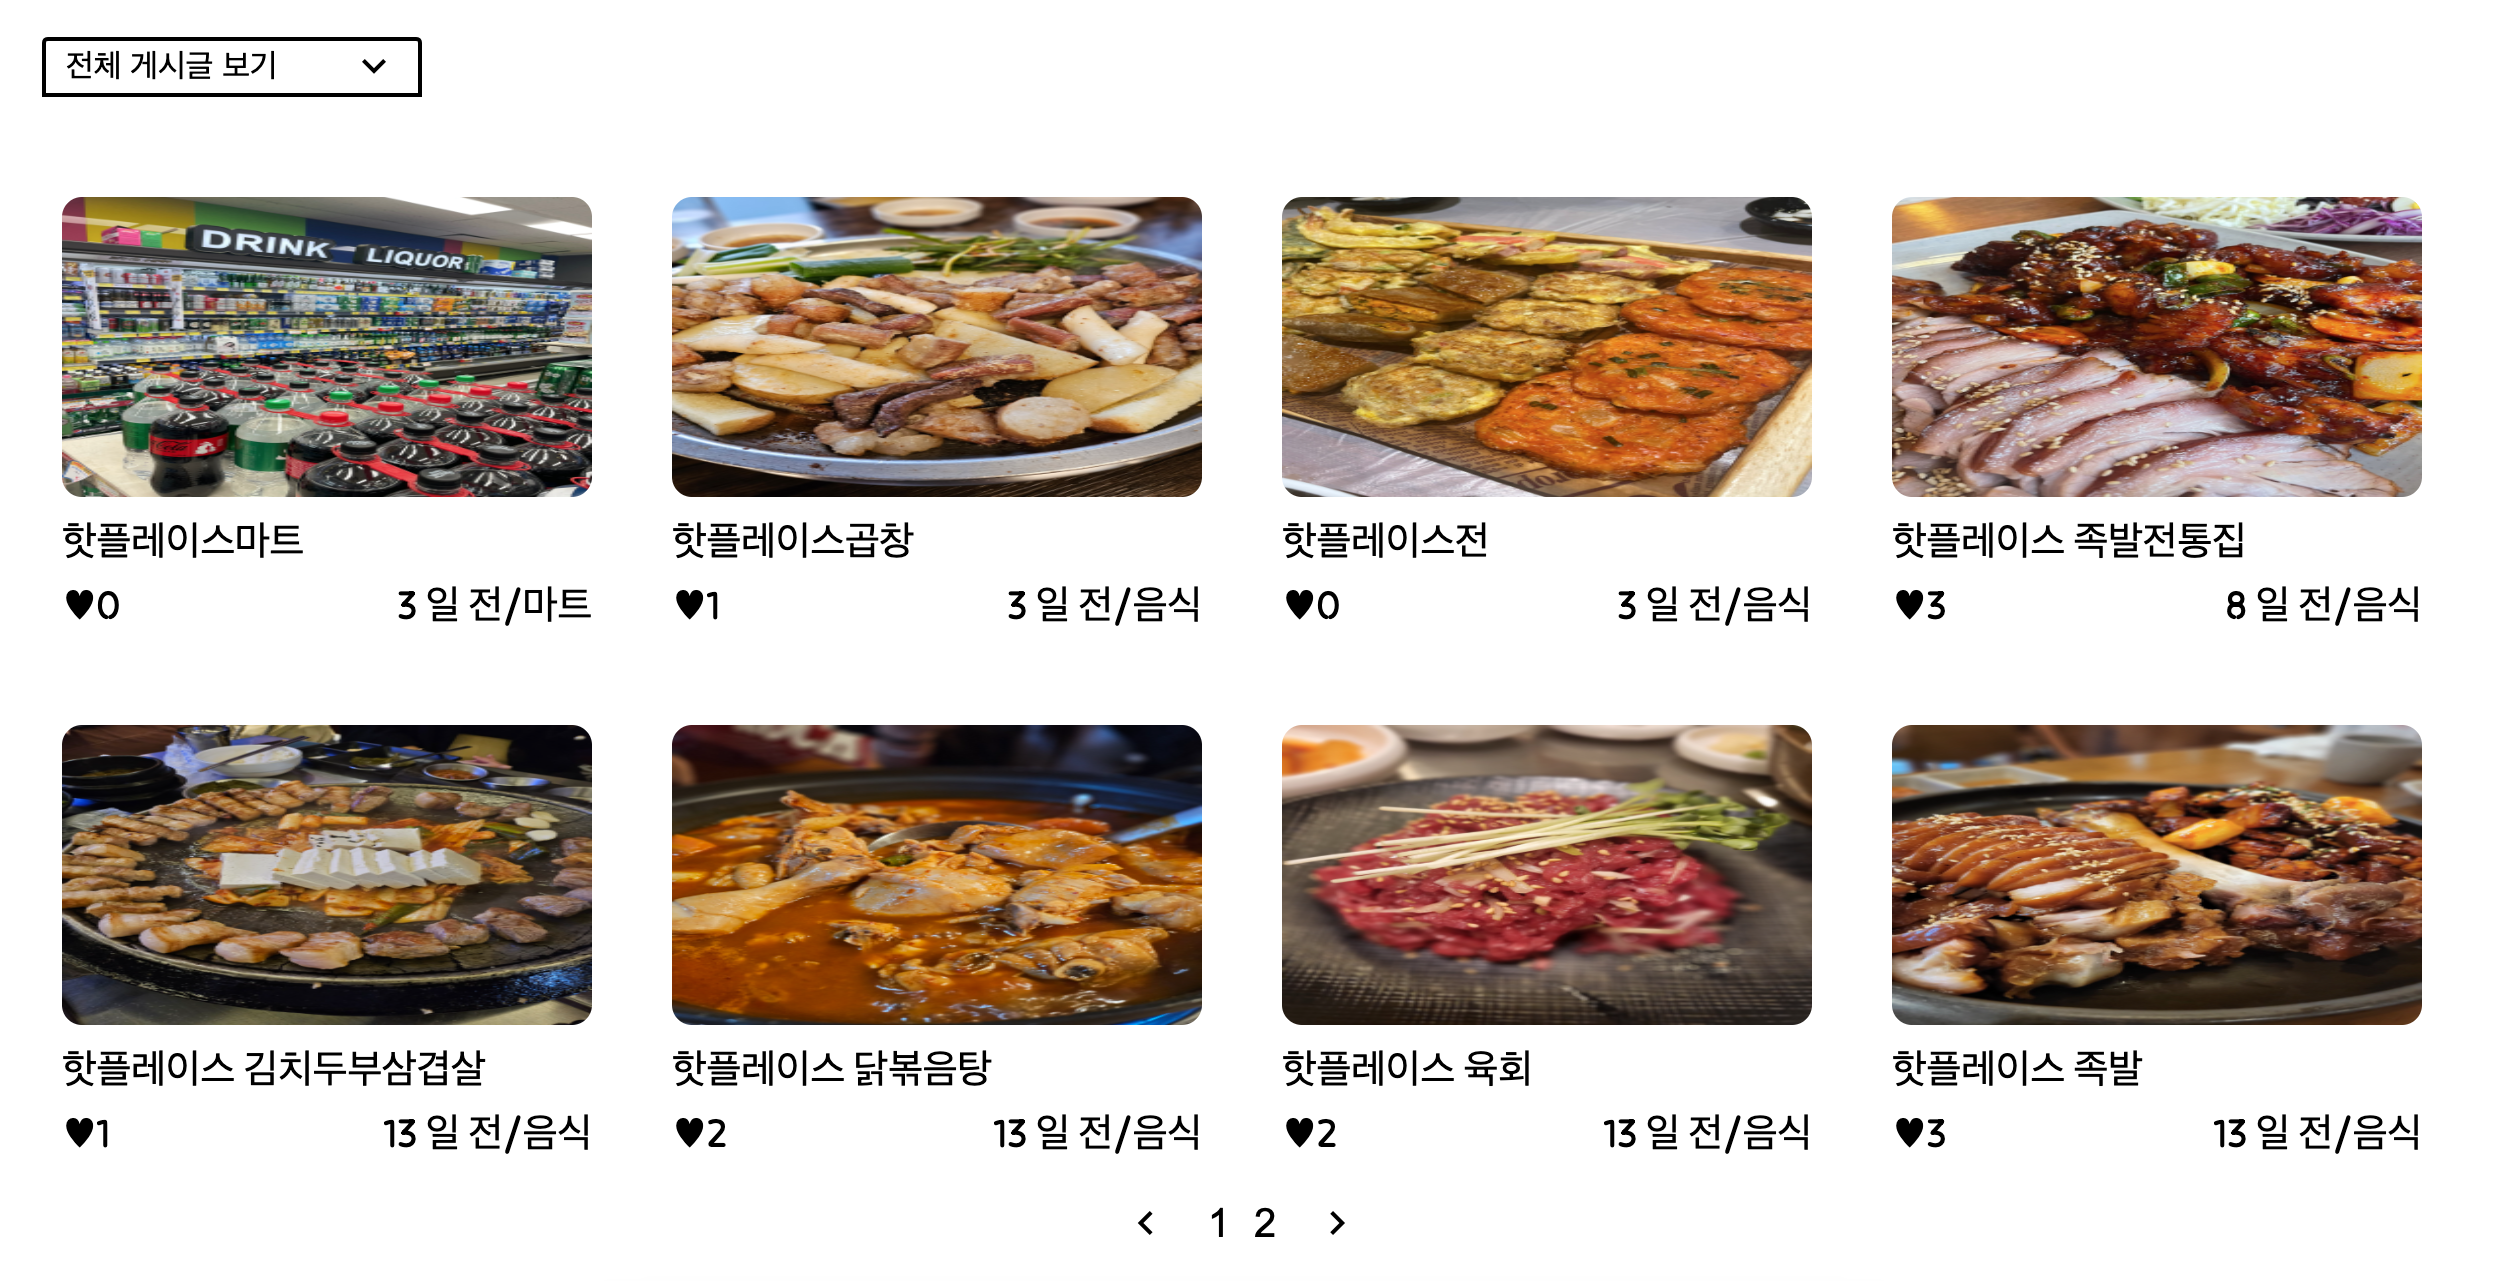 전체 게시글 보기
DRINK
LIQUOR
핫플레이스마트
♥0 3 일 전/마트
핫플레이스곱창
♥1 3 일 전/음식
핫플레이스전
♥0 3 일 전/음식
핫플레이스 족발전통집
♥3 8 일 전/음식
핫플레이스 김치두부삼겹살
♥1 13 일 전/음식
핫플레이스 닭볶음탕
♥2 13 일 전/음식
핫플레이스 육회
♥2 13 일 전/음식
핫플레이스 족발
♥3 13 일 전/음식
1 2